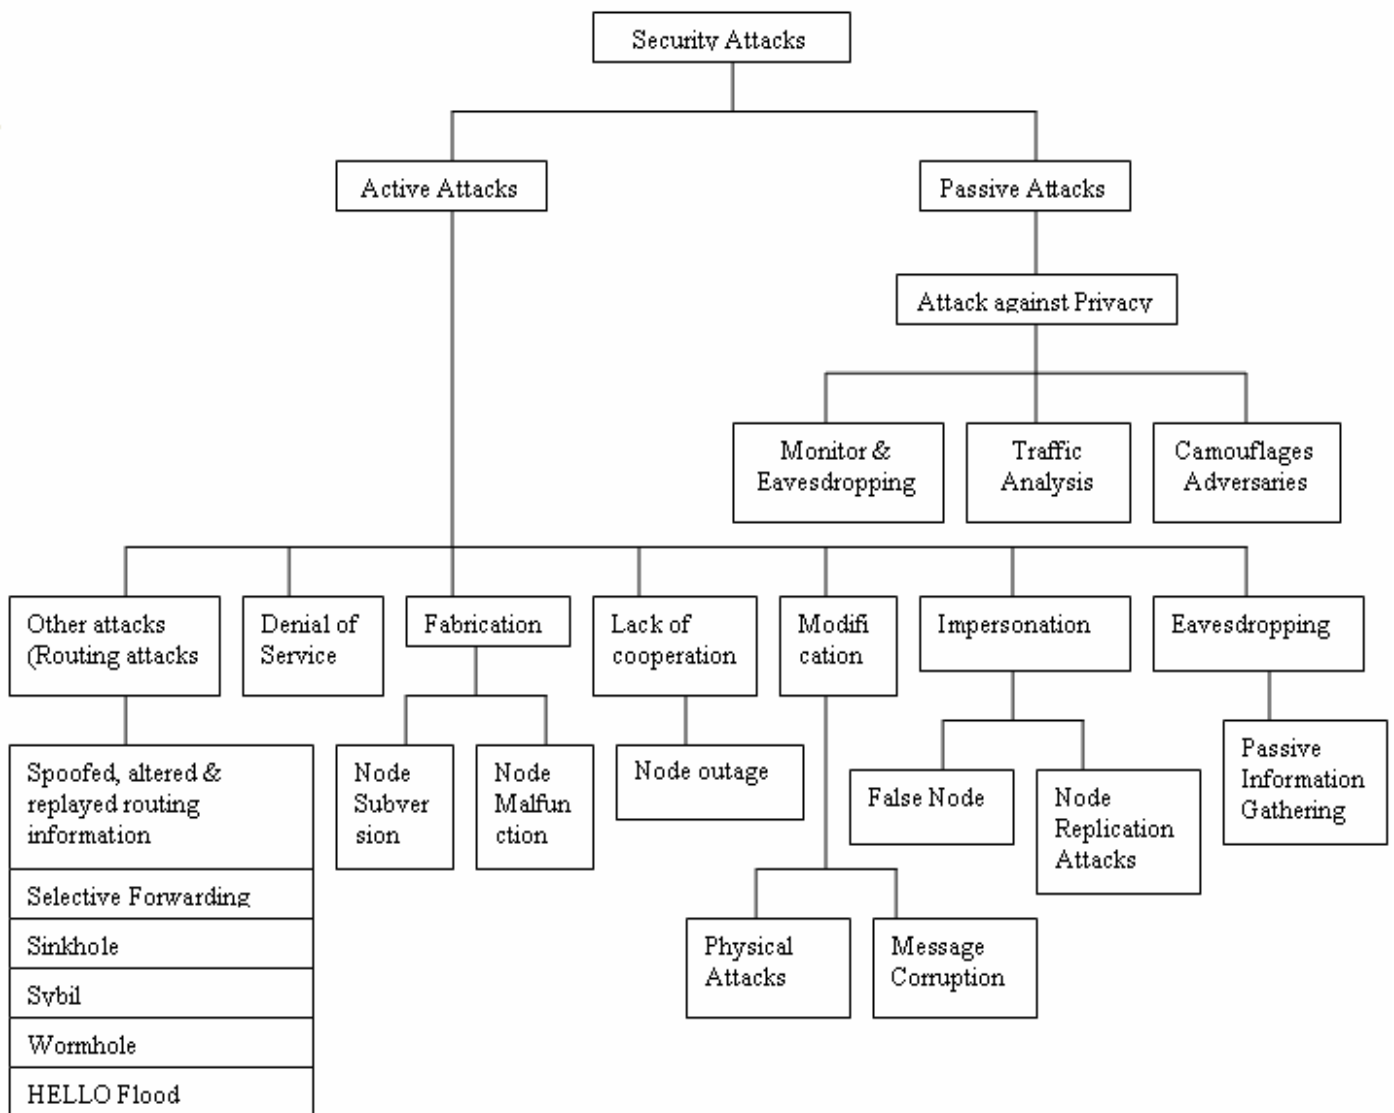 Security Attacks
Active Attacks
Passive Attacks
Attack against Privacy
Monitor &
Eavesdropping
Traffic
Analysis
Camouflages
Adversaries
Other attacks
(Routing attacks
Denial of
Service
Fabrication
Lack of
cooperation
Modifi
cation
Impersonation
Eavesdropping
Spoofed, altered &
replayed routing
information
Selective Forwarding
Sinkhole
Sybil
Wormhole
HELLO Flood
Node
Subver
sion
Node
Malfun
ction
Node outage
Physical
Attacks
Message
Corruption
False Node
Node
Replication
Attacks
Passive
Information
Gathering